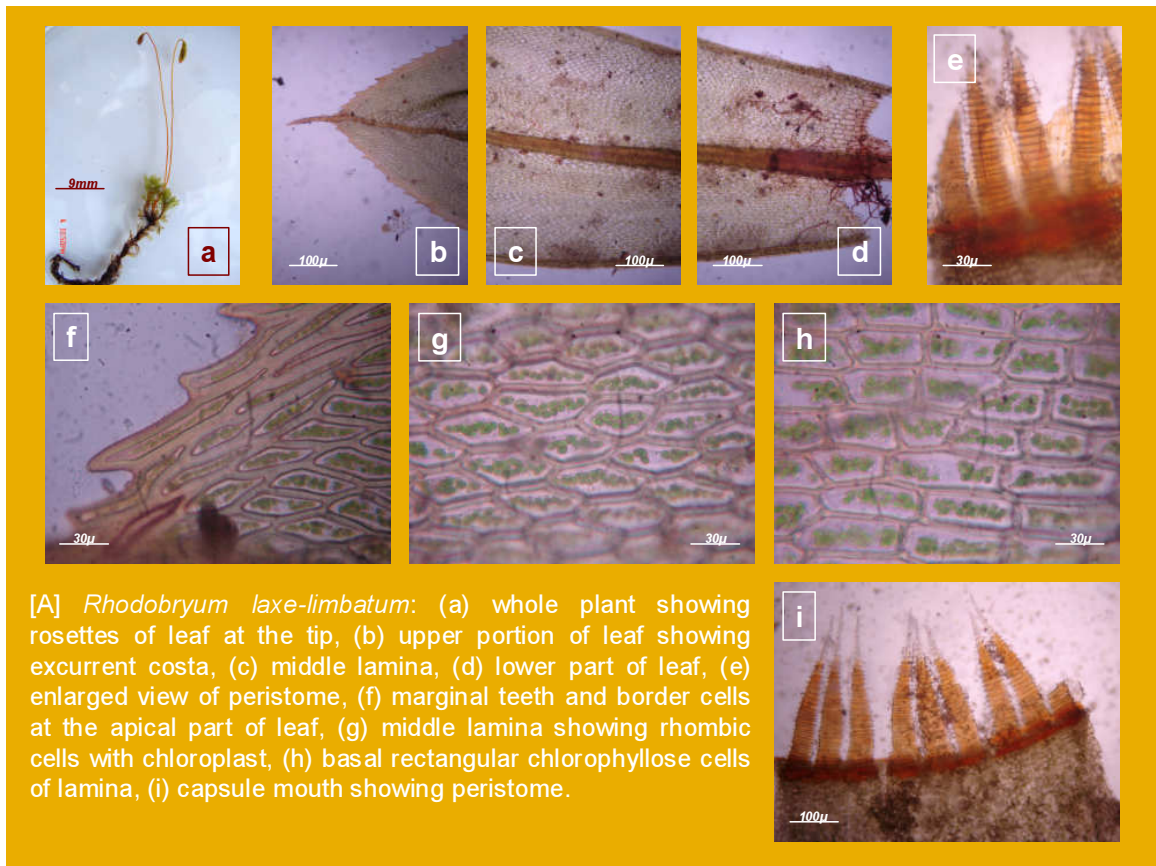 a
9mm
b
100µ
c
100µ
d
100µ
e
30µ
f
30µ
g
30µ
h
30µ
[A] Rhodobryum laxe-limbatum: (a) whole plant showing
rosettes of leaf at the tip, (b) upper portion of leaf showing
excurrent costa, (c) middle lamina, (d) lower part of leaf, (e)
enlarged view of peristome, (f) marginal teeth and border cells
at the apical part of leaf, (g) middle lamina showing rhombic
cells with chloroplast, (h) basal rectangular chlorophyllose cells
of lamina, (i) capsule mouth showing peristome.
i
100µ